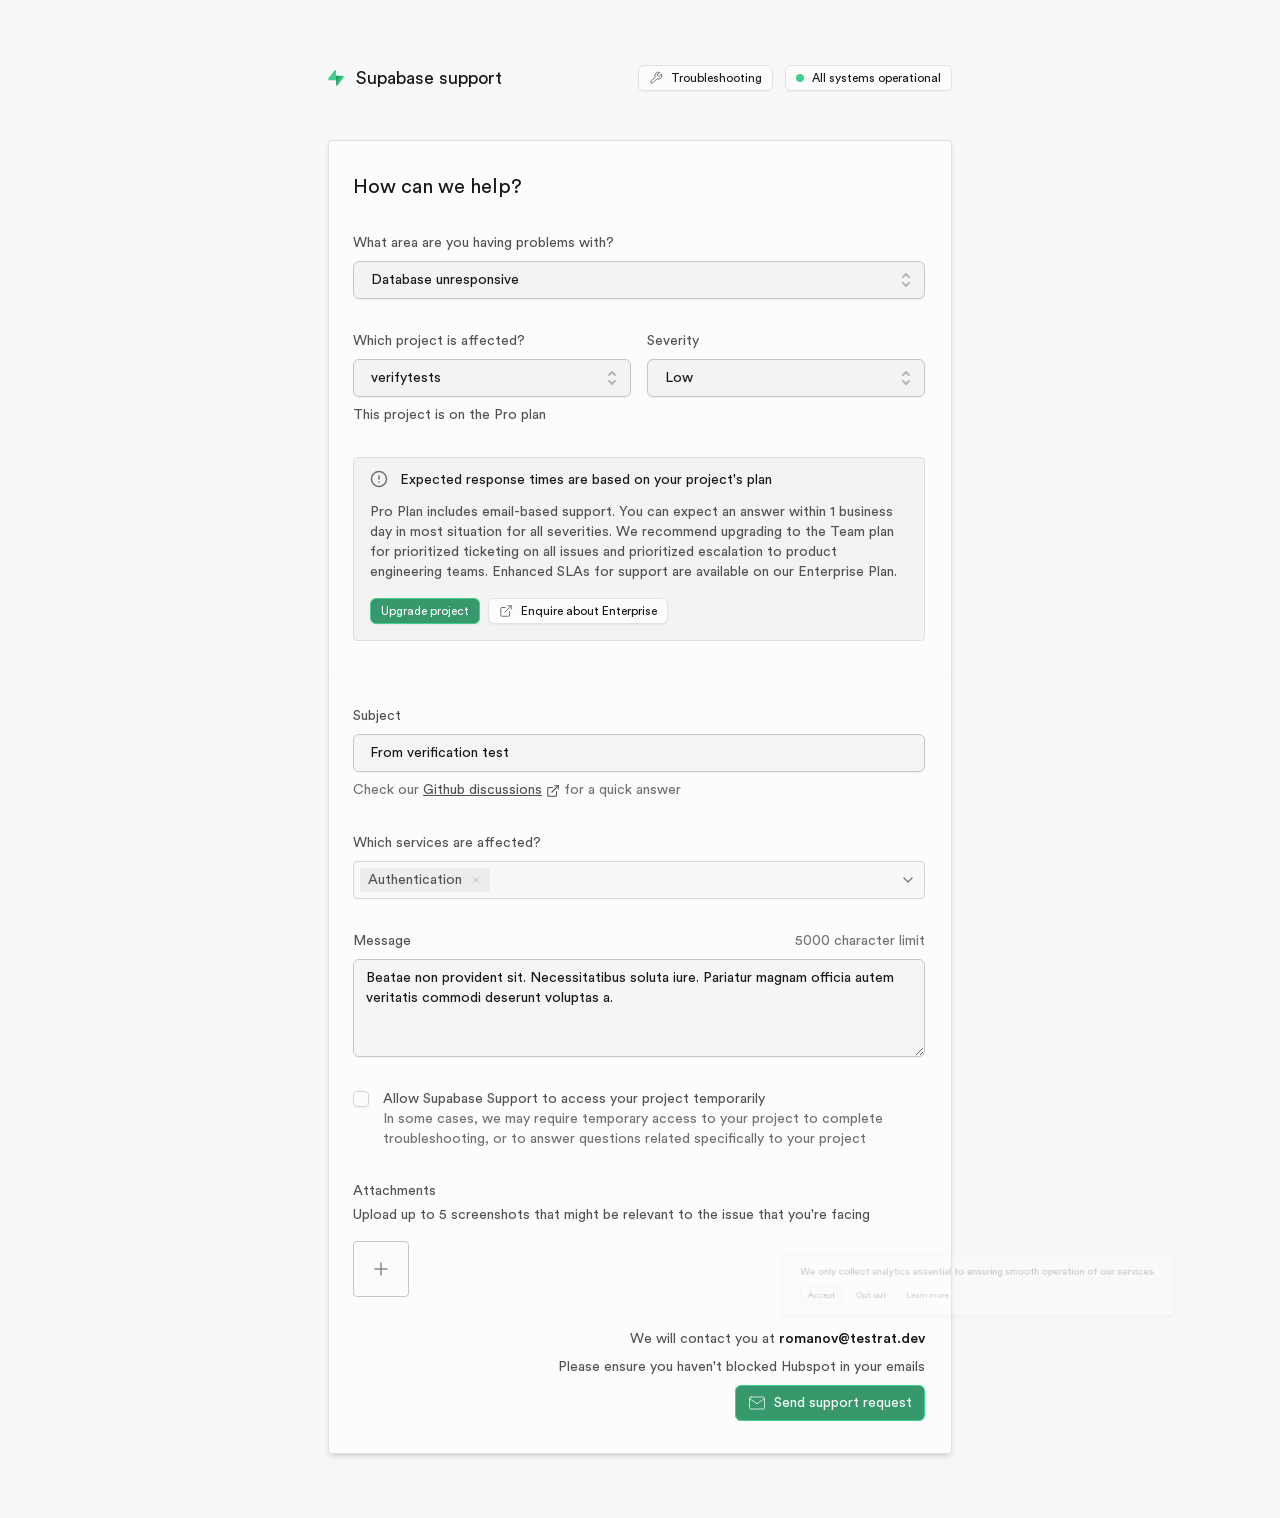 Supabase support
Troubleshooting
All systems operational
How can we help?
What area are you having problems with?
Database unresponsive
Which project is affected?
Severity
verifytests
Low
This project is on the Pro plan
Expected response times are based on your project's plan
Pro Plan includes email-based support. You can expect an answer within 1 business
day in most situation for all severities. We recommend upgrading to the Team plan
for prioritized ticketing on all issues and prioritized escalation to product
engineering teams. Enhanced SLAs for support are available on our Enterprise Plan.
Upgrade project
Enquire about Enterprise
Subject
From verification test
Check our Github discussions for a quick answer
Which services are affected?
Authentication
Message
5000 character limit
Beatae non provident sit. Necessitatibus soluta iure. Pariatur magnam officia autem
veritatis commodi deserunt voluptas a.
Allow Supabase Support to access your project temporarily
In some cases, we may require temporary access to your project to complete
troubleshooting, or to answer questions related specifically to your project
Attachments
Upload up to 5 screenshots that might be relevant to the issue that you're facing
We only collect analytics essential to ensuring smooth operation of our services.
Accept
Opt out
Learn more
We will contact you at romanov@testrat.dev
Please ensure you haven't blocked Hubspot in your emails
Send support request